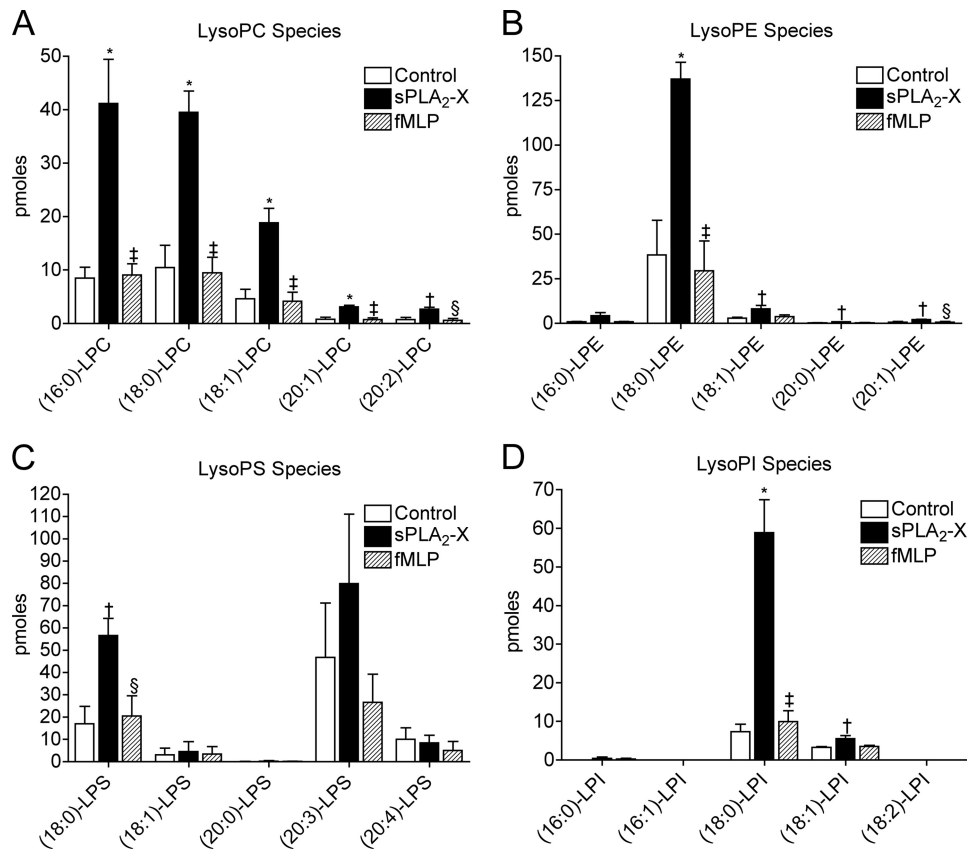 A
LysoPC Species
50
40
30
20
10
0
pmoles
Control
sPLA₂-X
fMLP
*
‡
*
‡
*
‡
*
‡
†
§
(16:0)-LPC
(18:0)-LPC
(18:1)-LPC
(20:1)-LPC
(20:2)-LPC
B
LysoPE Species
150
125
100
75
50
25
0
pmoles
Control
sPLA₂-X
fMLP
*
‡
†
†
†
§
(16:0)-LPE
(18:0)-LPE
(18:1)-LPE
(20:0)-LPE
(20:1)-LPE
C
LysoPS Species
120
110
100
90
80
70
60
50
40
30
20
10
0
pmoles
Control
sPLA₂-X
fMLP
†
§
(18:0)-LPS
(18:1)-LPS
(20:0)-LPS
(20:3)-LPS
(20:4)-LPS
D
LysoPI Species
70
60
50
40
30
20
10
0
pmoles
Control
sPLA₂-X
fMLP
*
‡
†
(16:0)-LPI
(16:1)-LPI
(18:0)-LPI
(18:1)-LPI
(18:2)-LPI